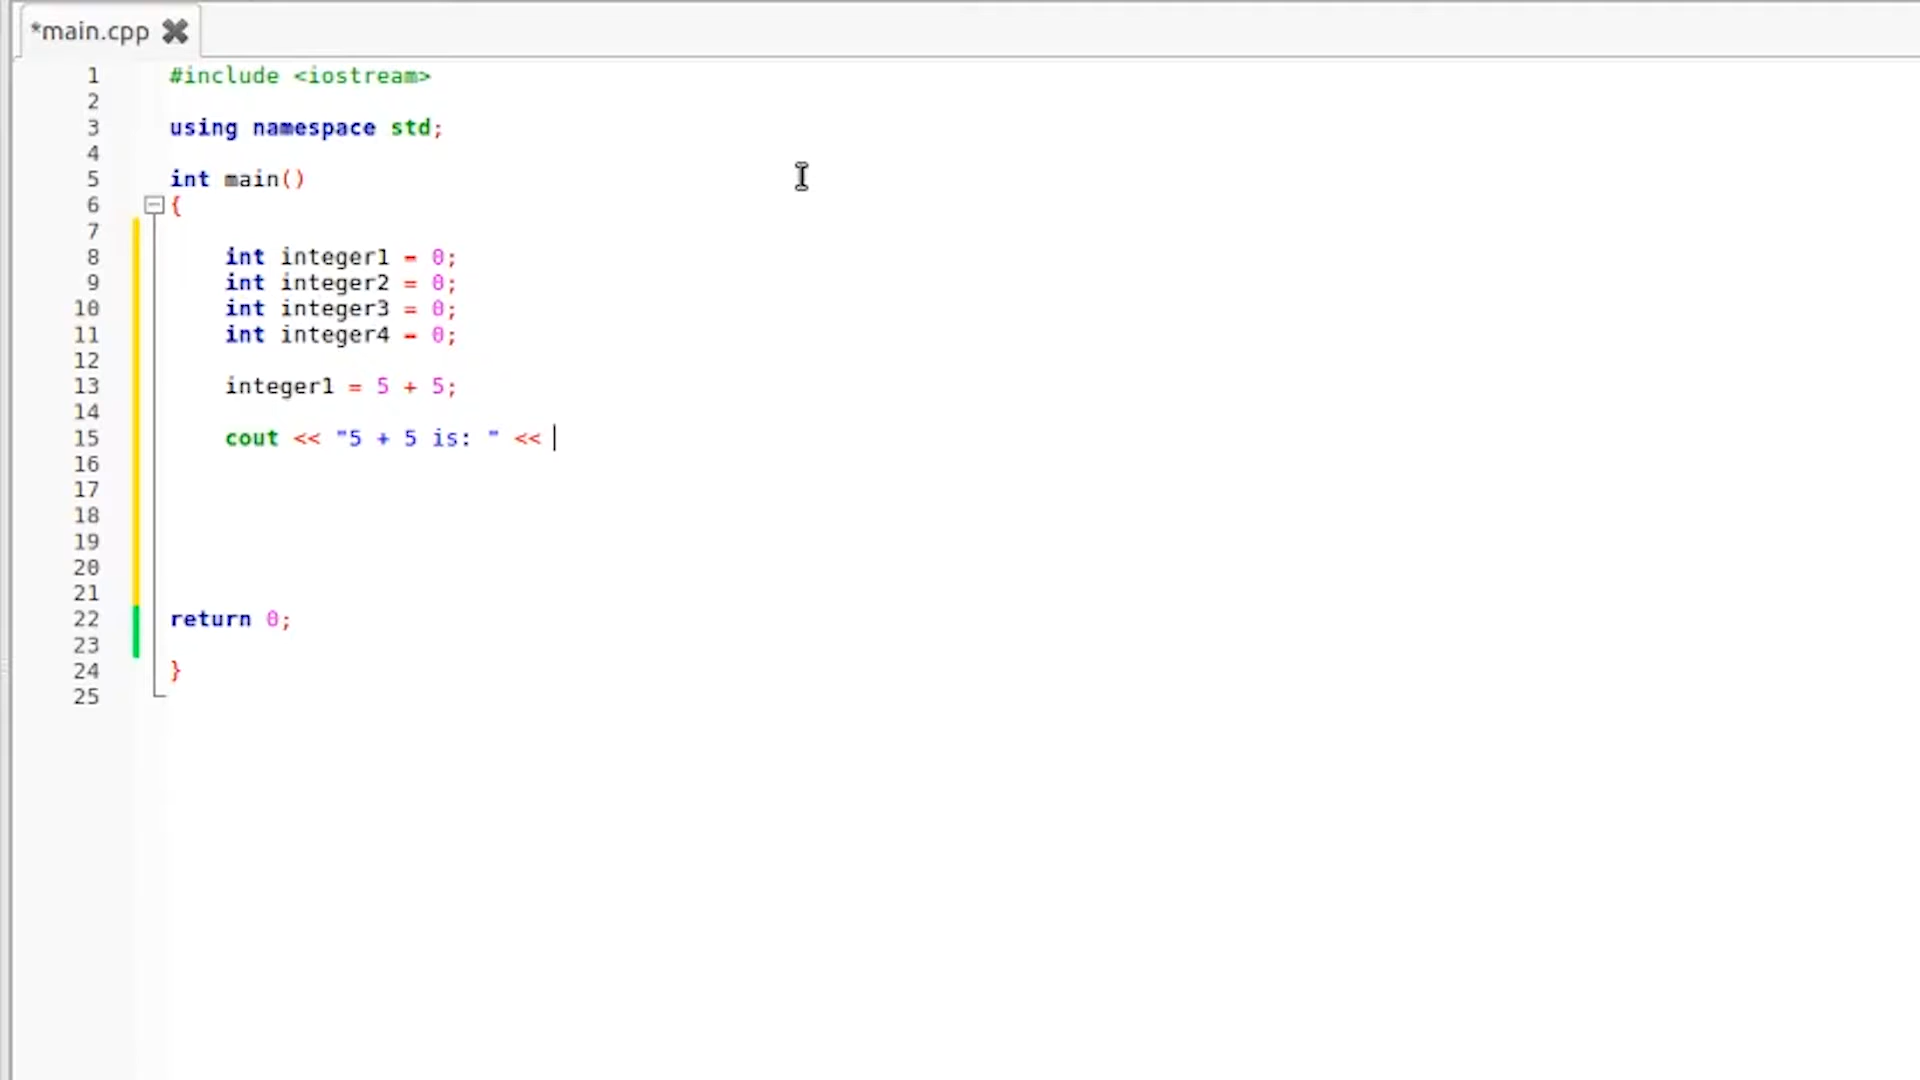 *main.cpp
1 #include <iostream>
2
3 using namespace std;
4
5 int main()
6 {
7
8 int integer1 = 0;
9 int integer2 = 0;
10 int integer3 = 0;
11 int integer4 = 0;
12
13 integer1 = 5 + 5;
14
15 cout << "5 + 5 is: " <<
16
17
18
19
20
21
22 return 0;
23
24 }
25